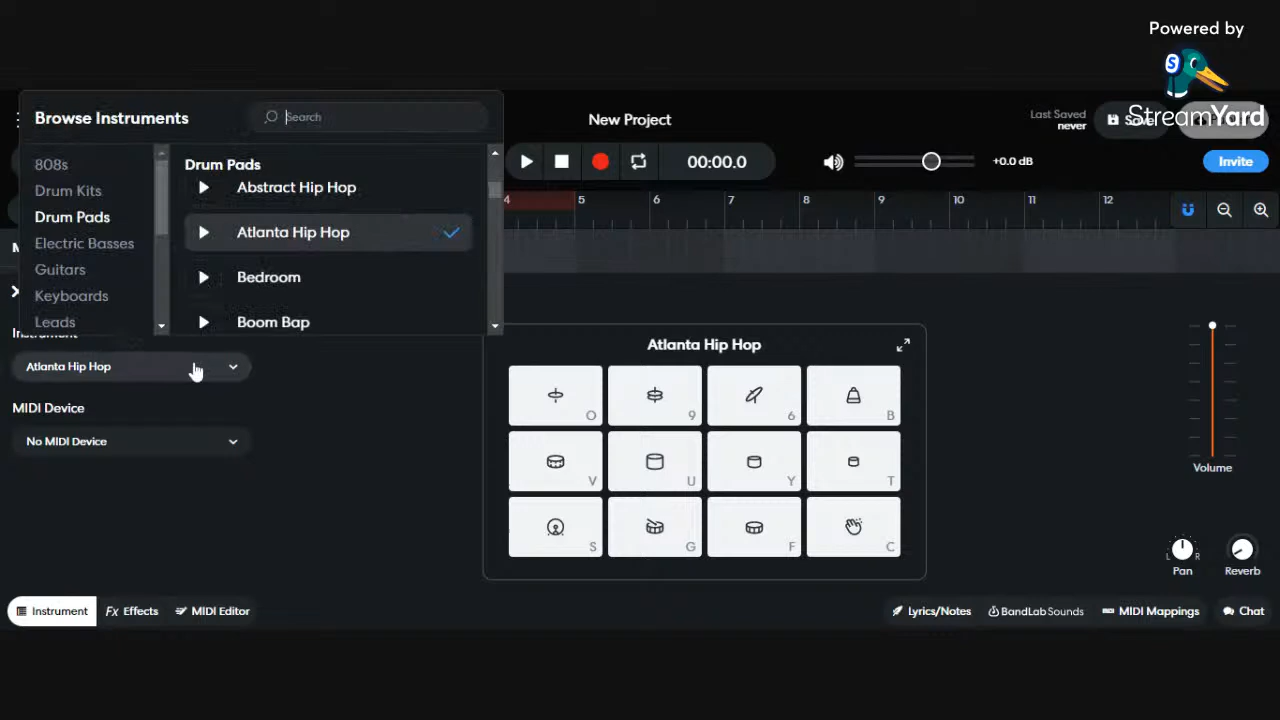 Powered by
StreamYard
Browse Instruments
Search
New Project
Last Saved
never
Save
808s
Drum Kits
Drum Pads
Electric Basses
Guitars
Keyboards
Leads
Drum Pads
Abstract Hip Hop
Atlanta Hip Hop
Bedroom
Boom Bap
00:00.0
+0.0 dB
Invite
4
5
6
7
8
9
10
11
12
Instrument
Atlanta Hip Hop
MIDI Device
No MIDI Device
Atlanta Hip Hop
O
9
6
B
V
U
Y
T
S
G
F
C
Volume
L
R
Pan
Reverb
Instrument
Fx Effects
MIDI Editor
Lyrics/Notes
BandLab Sounds
MIDI Mappings
Chat